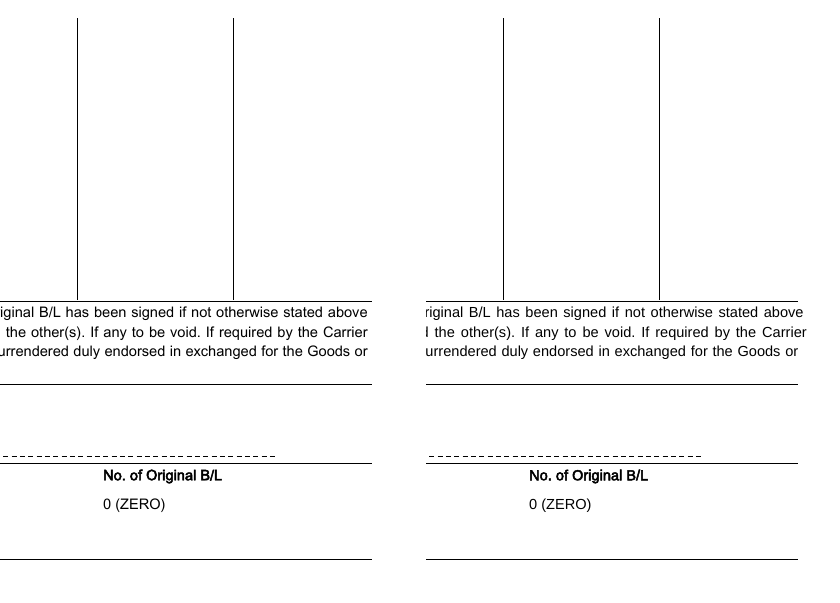 iginal B/L has been signed if not otherwise stated above
the other(s). If any to be void. If required by the Carrier
urrendered duly endorsed in exchanged for the Goods or
No. of Original B/L
0 (ZERO)
riginal B/L has been signed if not otherwise stated above
the other(s). If any to be void. If required by the Carrier
urrendered duly endorsed in exchanged for the Goods or
No. of Original B/L
0 (ZERO)